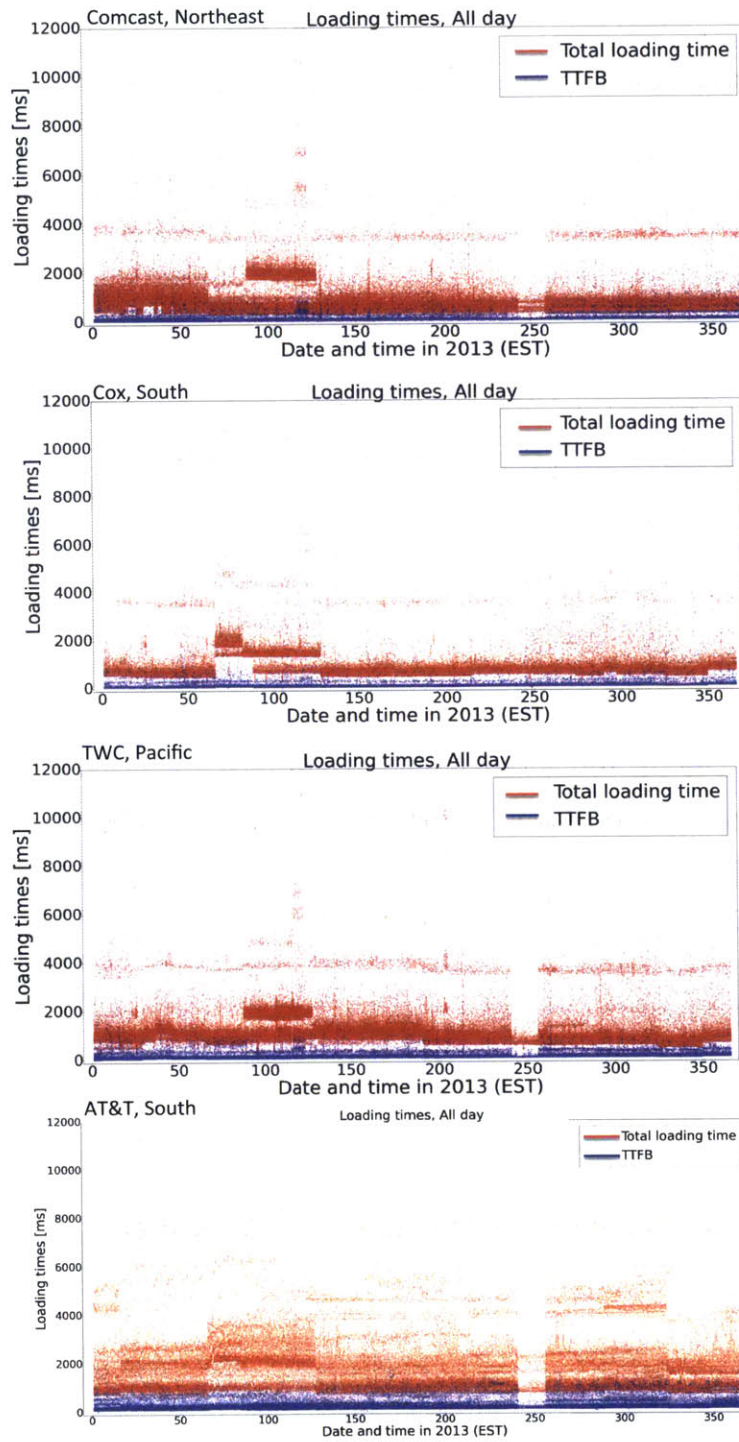 Comcast, Northeast Loading times, All day
Total loading time
TTFB
Loading times [ms]
12000
10000
8000
6000
4000
2000
0
0 50 100 150 200 250 300 350
Date and time in 2013 (EST)
Cox, South Loading times, All day
Total loading time
TTFB
Loading times [ms]
12000
10000
8000
6000
4000
2000
0
0 50 100 150 200 250 300 350
Date and time in 2013 (EST)
TWC, Pacific Loading times, All day
Total loading time
TTFB
Loading times [ms]
12000
10000
8000
6000
4000
2000
0
0 50 100 150 200 250 300 350
Date and time in 2013 (EST)
AT&T, South Loading times, All day
Total loading time
TTFB
Loading times [ms]
12000
10000
8000
6000
4000
2000
0
0 50 100 150 200 250 300 350
Date and time in 2013 (EST)